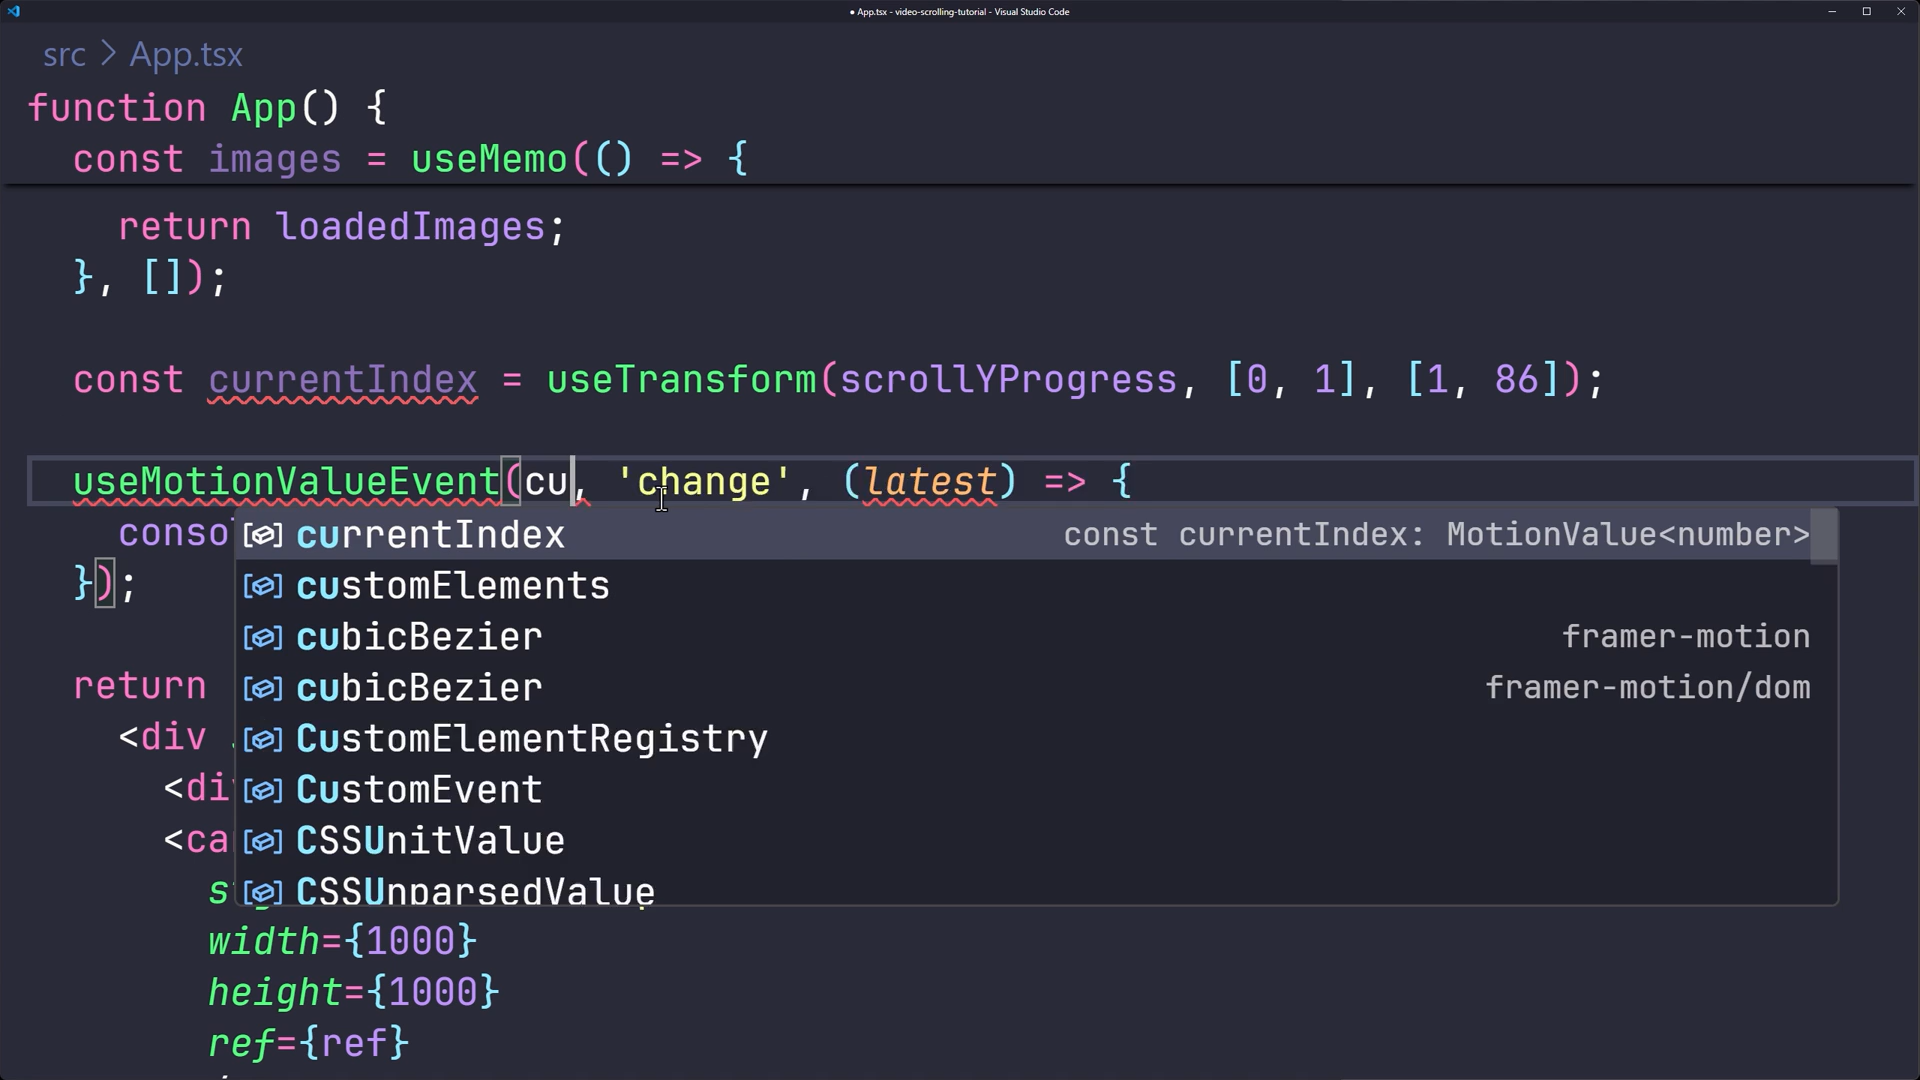 ● App.tsx - video-scrolling-tutorial - Visual Studio Code
src > App.tsx
function App() {
const images = useMemo(() => {
return loadedImages;
}, []);
const currentIndex = useTransform(scrollYProgress, [0, 1], [1, 86]);
useMotionValueEvent(cu, 'change', (latest) => {
conso
currentIndex const currentIndex: MotionValue<number>
customElements
});
cubicBezier framer-motion
return
cubicBezier framer-motion/dom
<div
CustomElementRegistry
<di
CustomEvent
<ca
CSSUnitValue
CSSUnparsedValue
width={1000}
height={1000}
ref={ref}